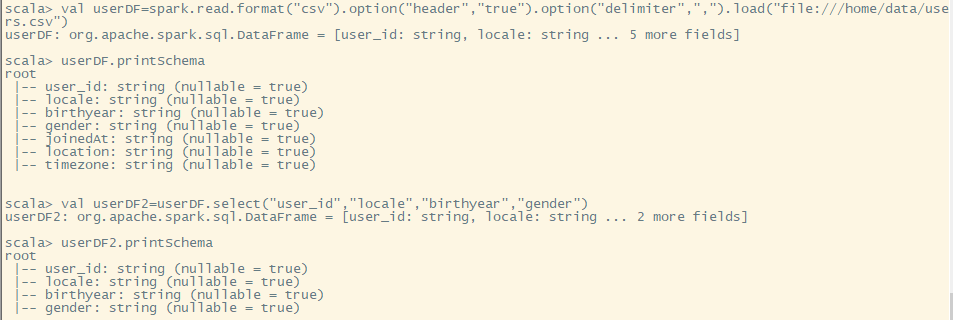 scala> val userDF=spark.read.format("csv").option("header","true").option("delimiter",",").load("file:///home/data/use
rs.csv")
userDF: org.apache.spark.sql.DataFrame = [user_id: string, locale: string ... 5 more fields]
scala> userDF.printSchema
root
 |-- user_id: string (nullable = true)
 |-- locale: string (nullable = true)
 |-- birthyear: string (nullable = true)
 |-- gender: string (nullable = true)
 |-- joinedAt: string (nullable = true)
 |-- location: string (nullable = true)
 |-- timezone: string (nullable = true)
scala> val userDF2=userDF.select("user_id","locale","birthyear","gender")
userDF2: org.apache.spark.sql.DataFrame = [user_id: string, locale: string ... 2 more fields]
scala> userDF2.printSchema
root
 |-- user_id: string (nullable = true)
 |-- locale: string (nullable = true)
 |-- birthyear: string (nullable = true)
 |-- gender: string (nullable = true)